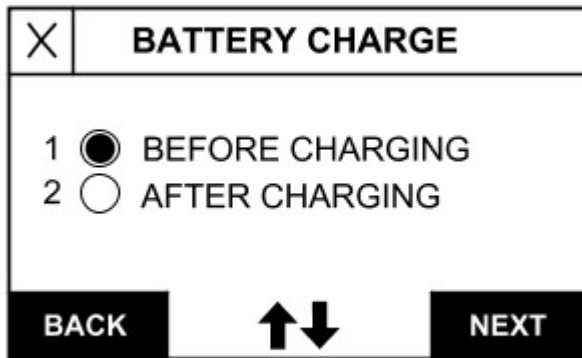 X BATTERY CHARGE
1 BEFORE CHARGING
2 AFTER CHARGING
BACK NEXT